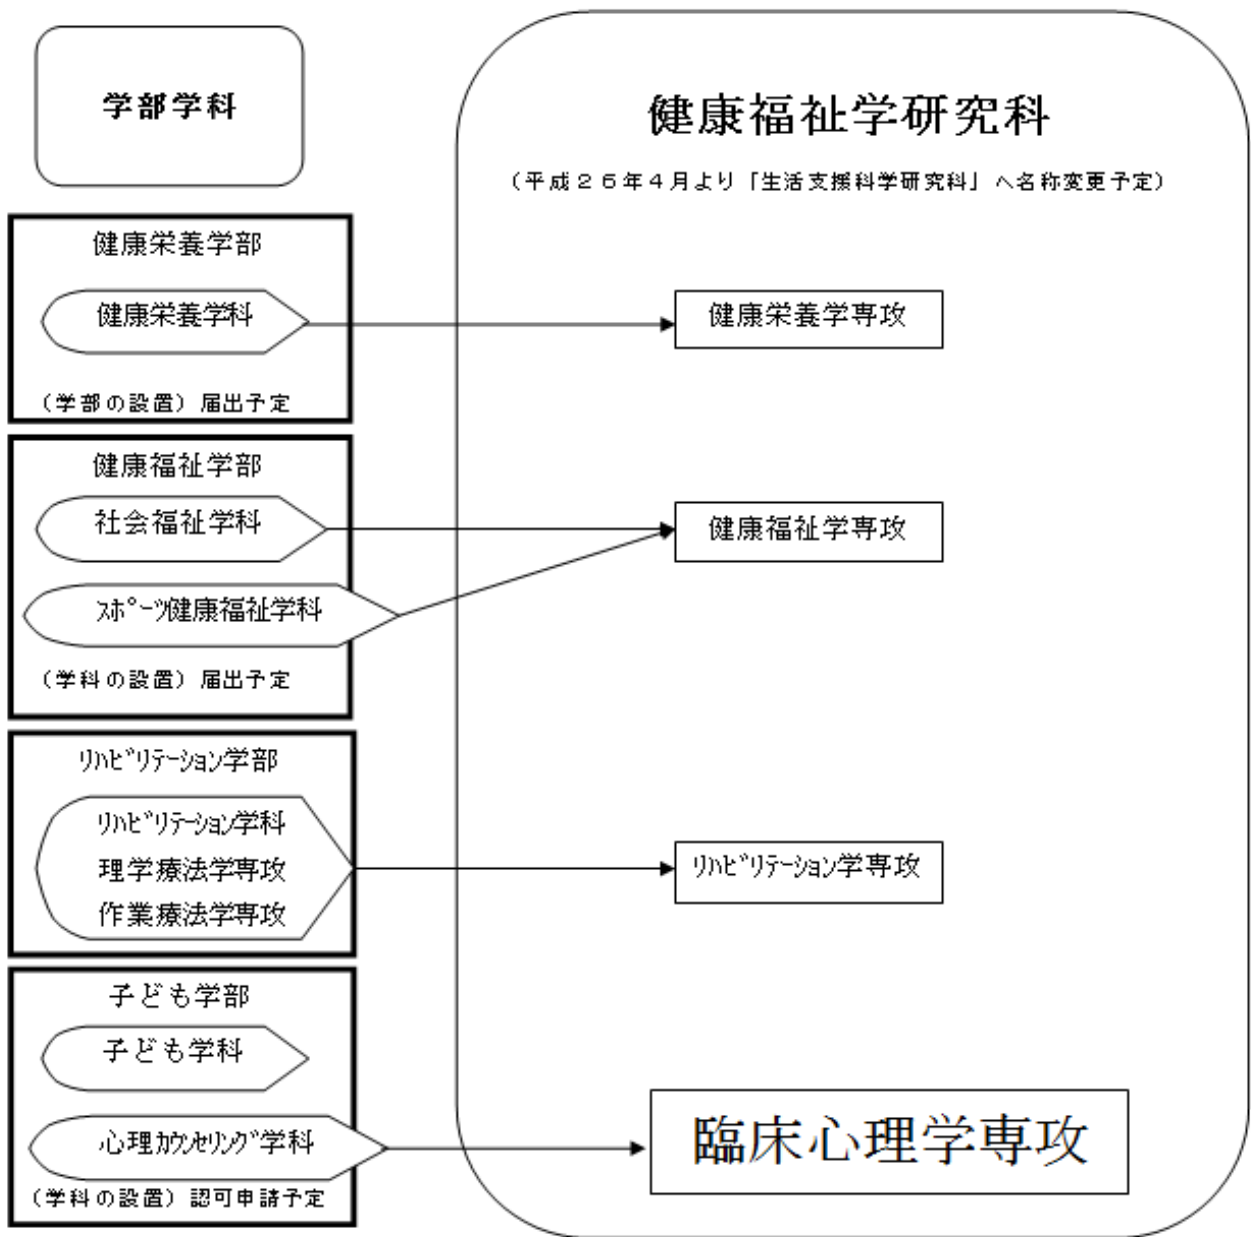 学部学科
健康福祉学研究科
（平成２６年４月より「生活支援科学研究科」へ名称変更予定）
健康栄養学部
健康栄養学科
（学部の設置）届出予定
健康栄養学専攻
健康福祉学部
社会福祉学科
ｽﾎﾟｰﾂ健康福祉学科
（学科の設置）届出予定
健康福祉学専攻
ﾘﾊﾋﾞﾘﾃｰｼｮﾝ学部
ﾘﾊﾋﾞﾘﾃｰｼｮﾝ学科
理学療法学専攻
作業療法学専攻
ﾘﾊﾋﾞﾘﾃｰｼｮﾝ学専攻
子ども学部
子ども学科
心理ｶｳﾝｾﾘﾝｸﾞ学科
（学科の設置）認可申請予定
臨床心理学専攻